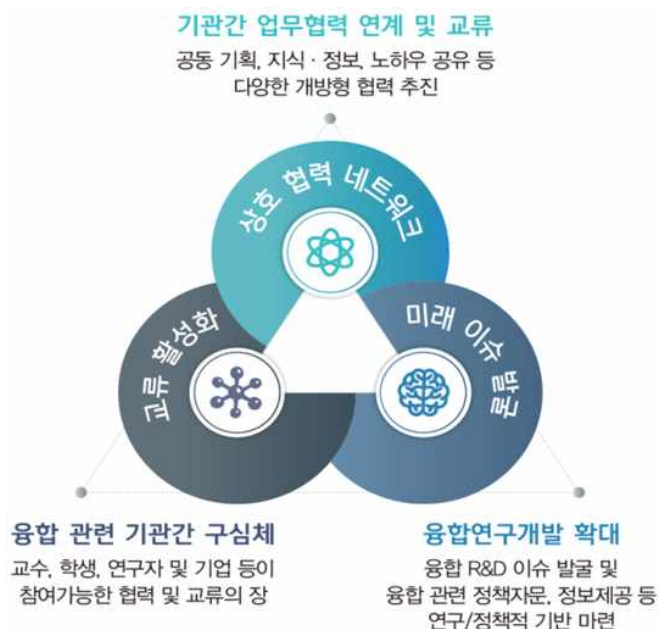 기관간 업무협력 연계 및 교류
공동 기획, 지식 · 정보, 노하우 공유 등
다양한 개방형 협력 추진
상호 협력 네트워크
교류 활성화
미래 이슈 발굴
융합 관련 기관간 구심체
교수, 학생, 연구자 및 기업 등이
참여가능한 협력 및 교류의 장
융합연구개발 확대
융합 R&D 이슈 발굴 및
융합 관련 정책자문, 정보제공 등
연구/정책적 기반 마련